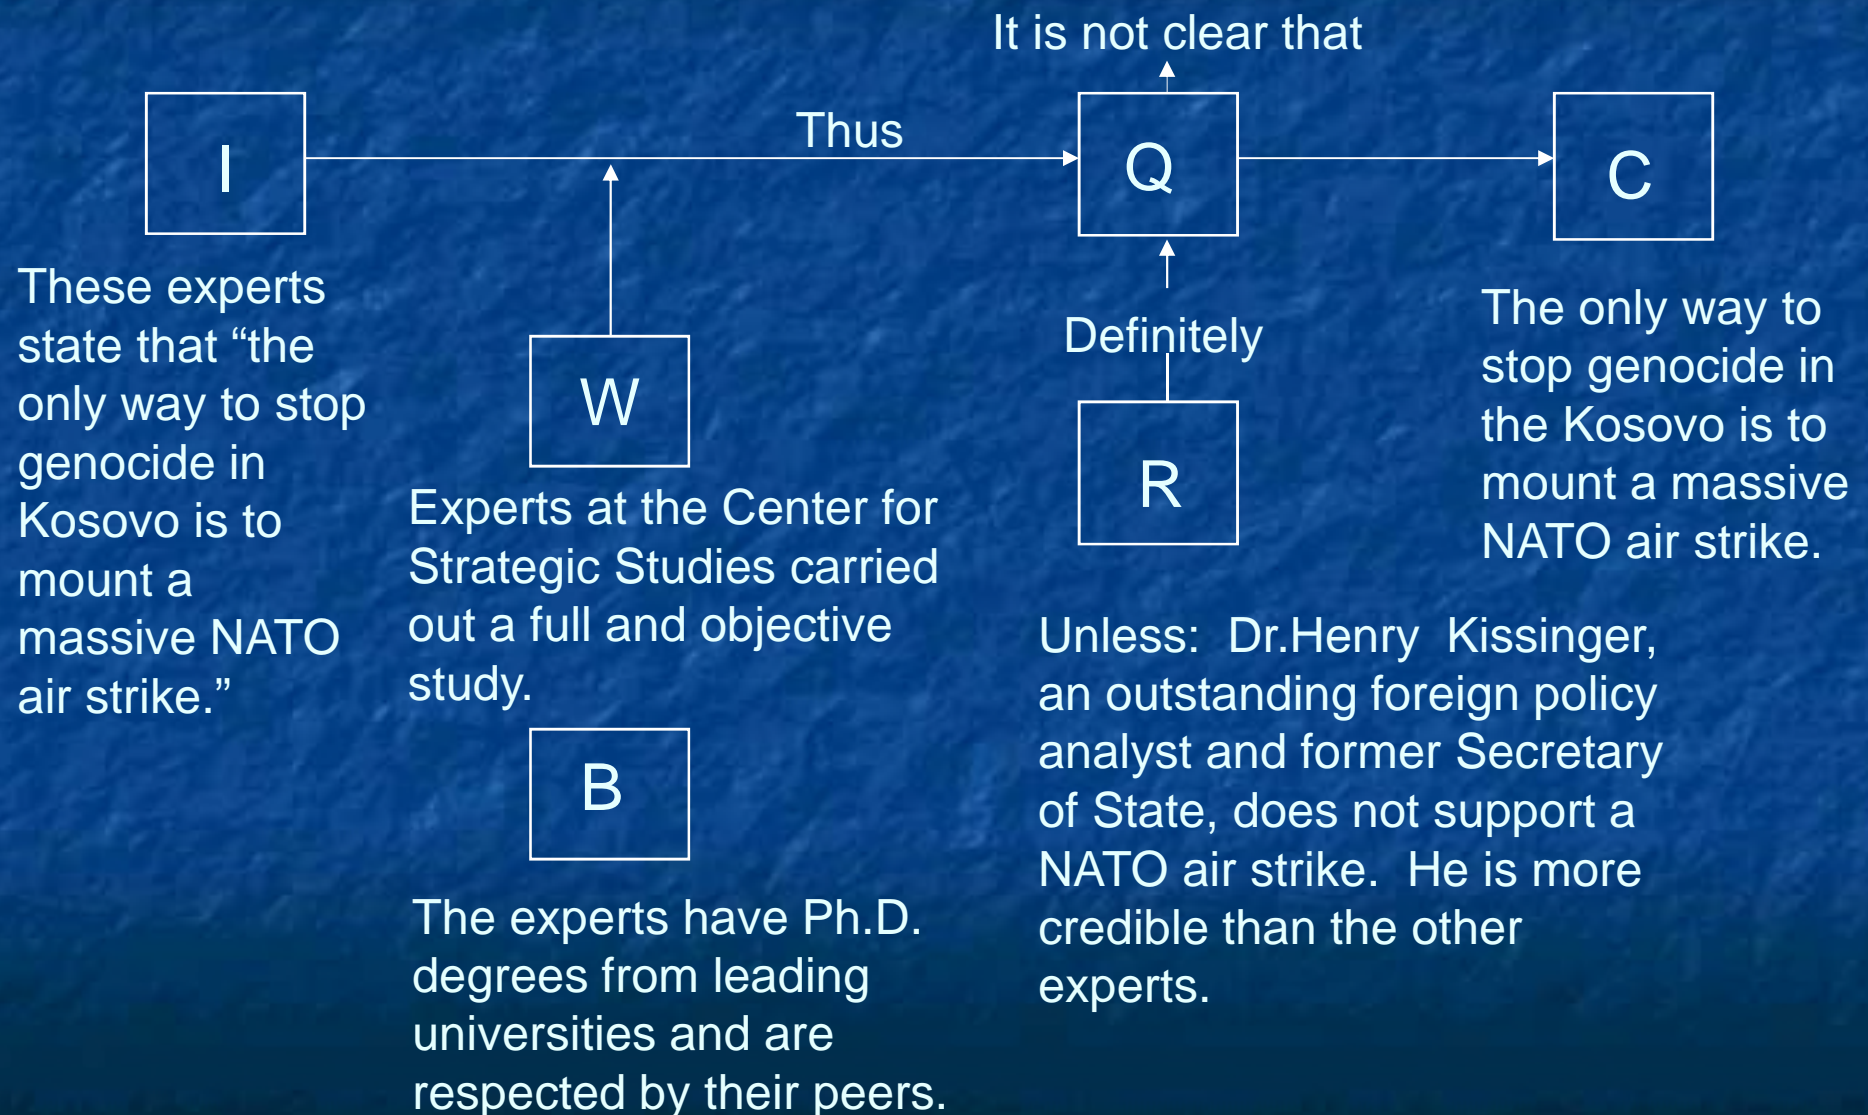 It is not clear that
I
Thus
Q
C
These experts
state that “the
only way to stop
genocide in
Kosovo is to
mount a
massive NATO
air strike.”
W
Experts at the Center for
Strategic Studies carried
out a full and objective
study.
B
The experts have Ph.D.
degrees from leading
universities and are
respected by their peers.
Definitely
R
Unless:  Dr.Henry  Kissinger,
an outstanding foreign policy
analyst and former Secretary
of State, does not support a
NATO air strike.  He is more
credible than the other
experts.
The only way to
stop genocide in
the Kosovo is to
mount a massive
NATO air strike.